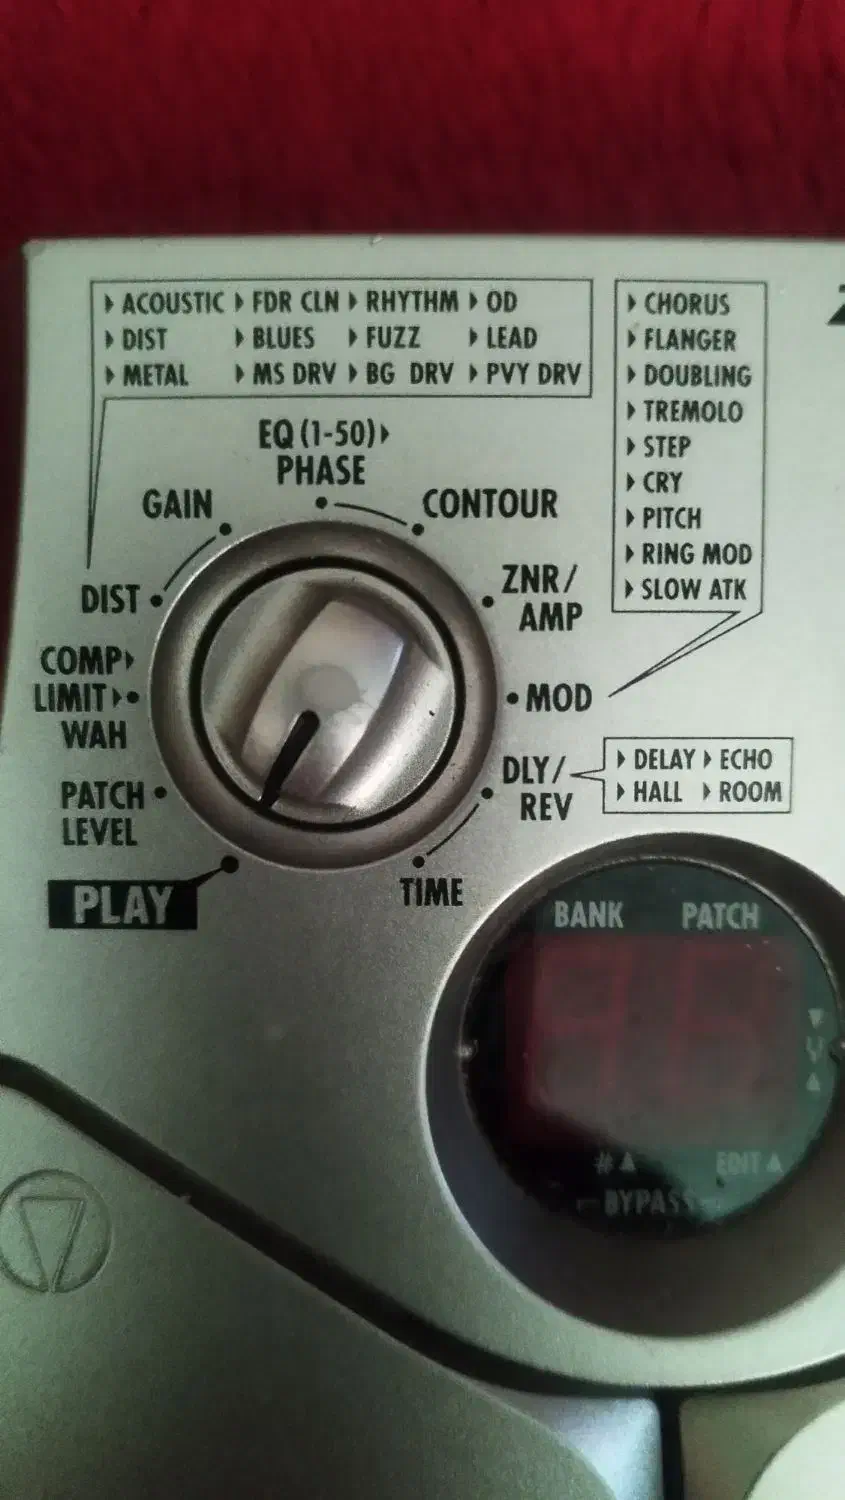 ▸ ACOUSTIC ▸ FDR CLN ▸ RHYTHM ▸ OD
▸ DIST ▸ BLUES ▸ FUZZ ▸ LEAD
▸ METAL ▸ MS DRV ▸ BG DRV ▸ PVY DRV
▸ CHORUS
▸ FLANGER
▸ DOUBLING
▸ TREMOLO
▸ STEP
▸ CRY
▸ PITCH
▸ RING MOD
▸ SLOW ATK
EQ (1-50)▸
PHASE
GAIN
CONTOUR
DIST
ZNR/
AMP
COMP▸
LIMIT▸
WAH
MOD
PATCH
LEVEL
DLY/
REV
▸ DELAY ▸ ECHO
▸ HALL ▸ ROOM
PLAY
TIME
BANK PATCH
#▲ EDIT▲
BYPASS